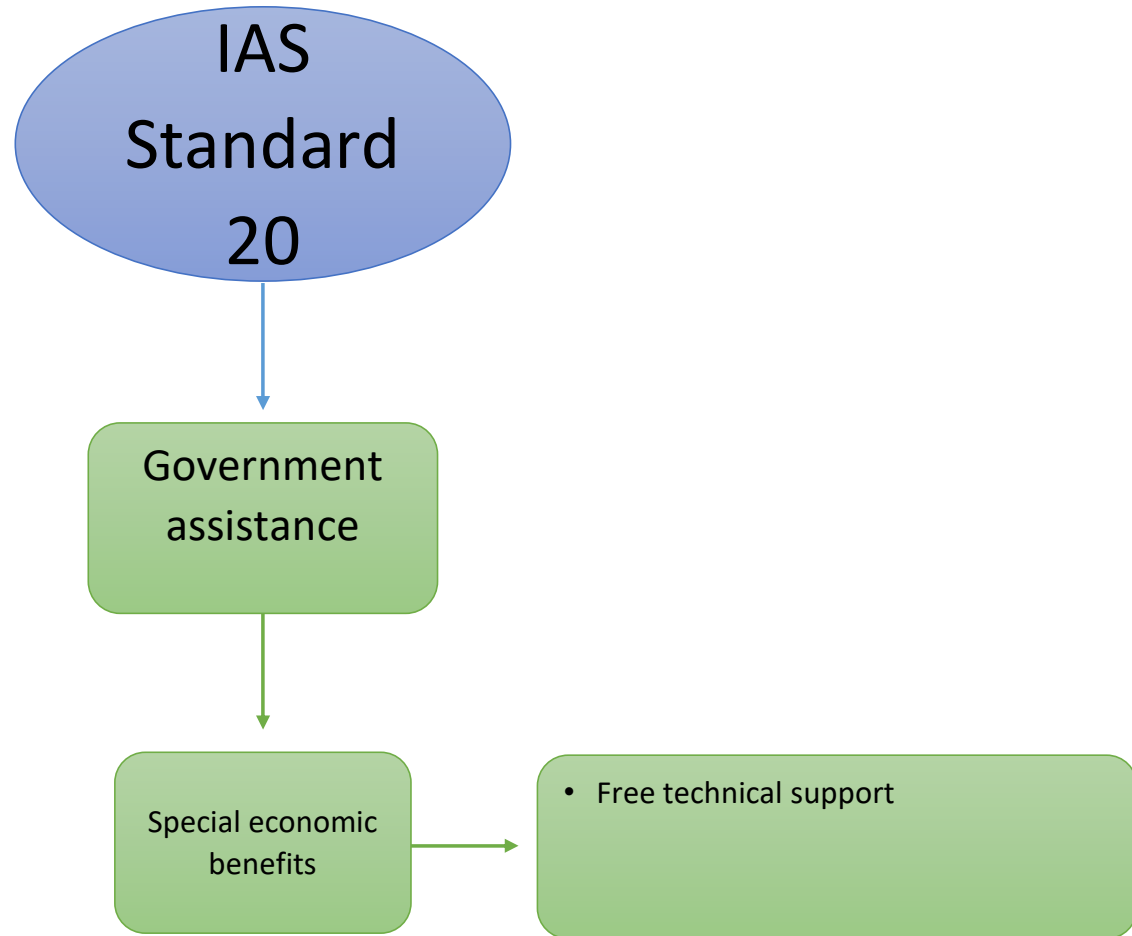 IAS
Standard
20
Government
assistance
Special economic
benefits
• Free technical support